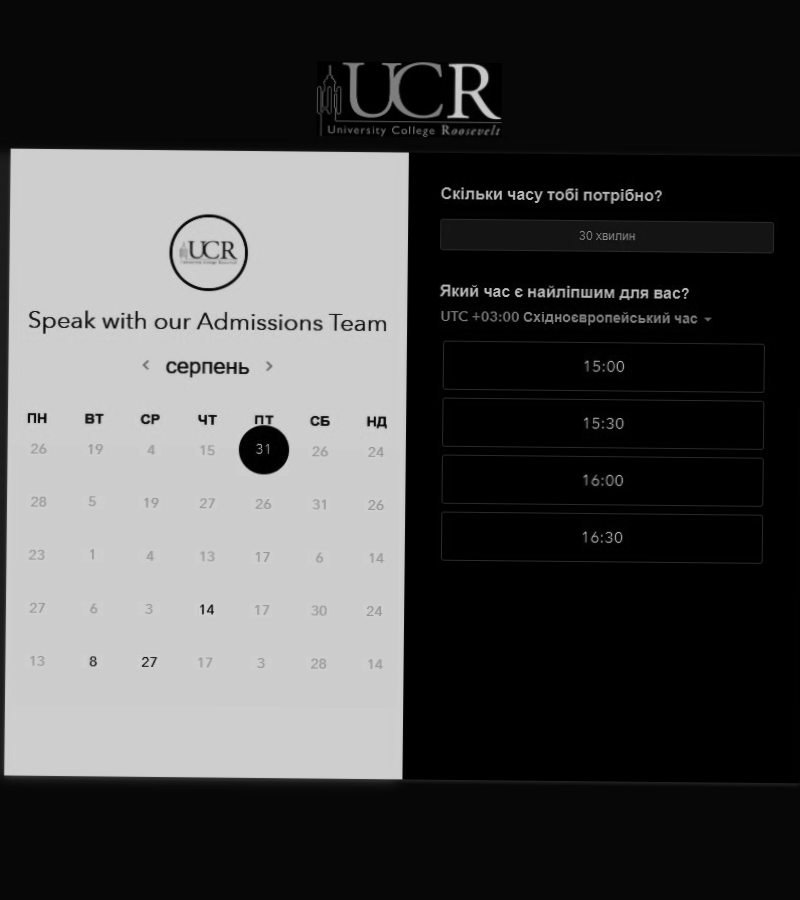 UCR
University College Roosevelt
UCR
Speak with our Admissions Team
серпень
ПН ВТ СР ЧТ ПТ СБ НД
26 19 4 15 31 26 24
28 5 19 27 26 31 26
23 1 4 13 17 6 14
27 6 3 14 17 30 24
13 8 27 17 3 28 14
Скільки часу тобі потрібно?
30 хвилин
Який час є найліпшим для вас?
UTC +03:00 Східноєвропейський час
15:00
15:30
16:00
16:30